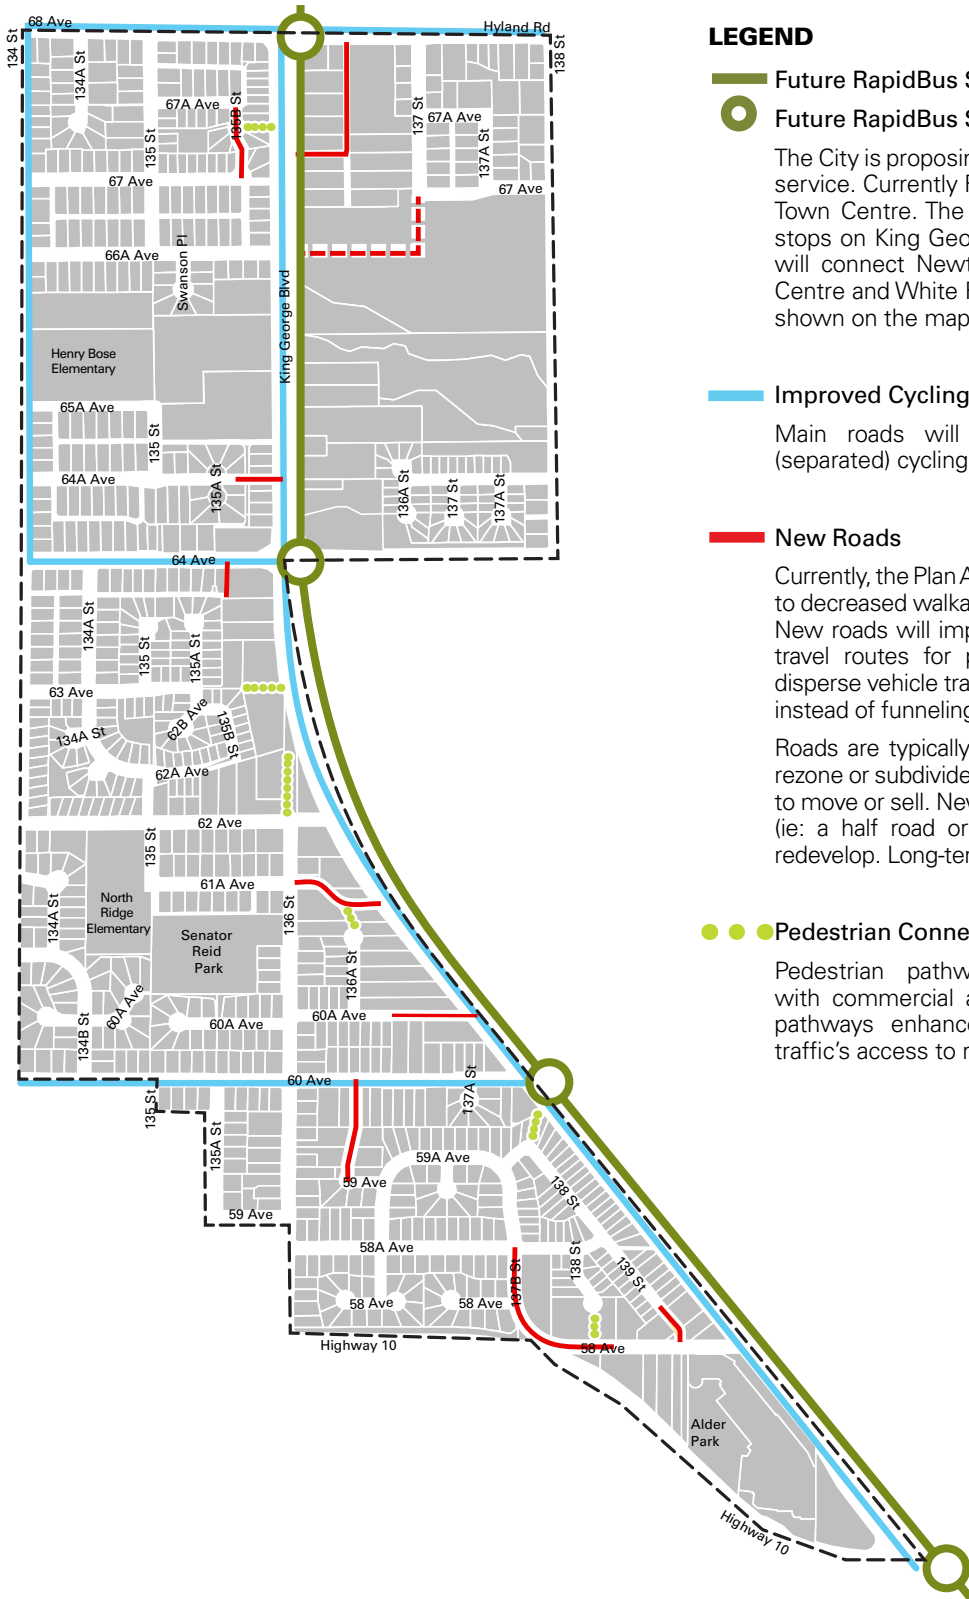 68 Ave
Hyland Rd
134 St
138 St
134A St
67A Ave
135D St
135 St
137 St
67A Ave
137A St
67 Ave
67 Ave
66A Ave
Swanson Pl
King George Blvd
Henry Bose
Elementary
65A Ave
135 St
64A Ave
135A St
136A St
137 St
137A St
64 Ave
134A St
135 St
135A St
63 Ave
62B Ave
135B St
134A St
62A Ave
62 Ave
135 St
61A Ave
136 St
North
Ridge
Elementary
134A St
Senator
Reid
Park
136A St
60A Ave
60A Ave
60A Ave
134B St
60 Ave
135 St
137A St
135A St
59A Ave
59 Ave
138 St
59 Ave
58A Ave
138 St
137B St
139 St
58 Ave
58 Ave
Highway 10
58 Ave
Alder
Park
Highway 10
LEGEND
Future RapidBus S
Future RapidBus S
The City is proposin
service. Currently
Town Centre. The
stops on King Geo
will connect Newt
Centre and White
shown on the map
Improved Cycling
Main roads will
(separated) cycling
New Roads
Currently, the Plan A
to decreased walka
New roads will imp
travel routes for p
disperse vehicle tra
instead of funneling
Roads are typically
rezone or subdivide
to move or sell. Nev
(ie: a half road or
redevelop. Long-ter
Pedestrian Conne
Pedestrian pathw
with commercial a
pathways enhance
traffic's access to